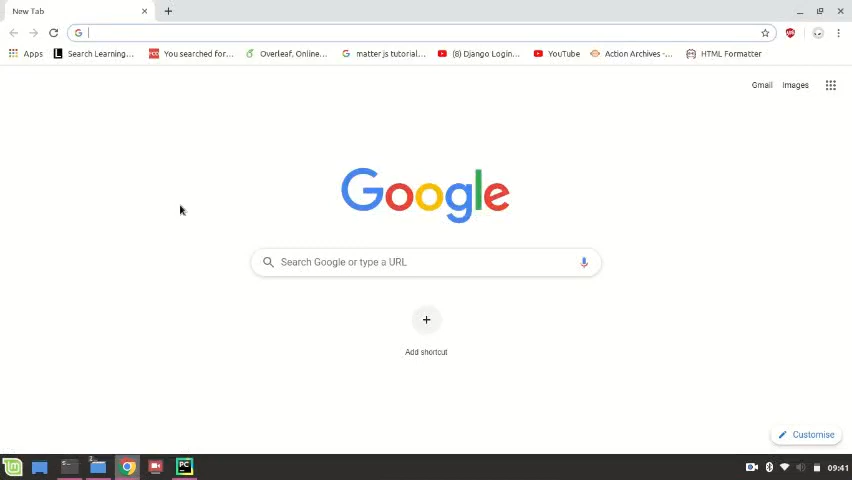 New Tab
Apps Search Learning... You searched for... Overleaf, Online... matter js tutorial... (8) Django Login... YouTube Action Archives -... HTML Formatter
Gmail Images
Google
Search Google or type a URL
Add shortcut
Customise
PC 09:41